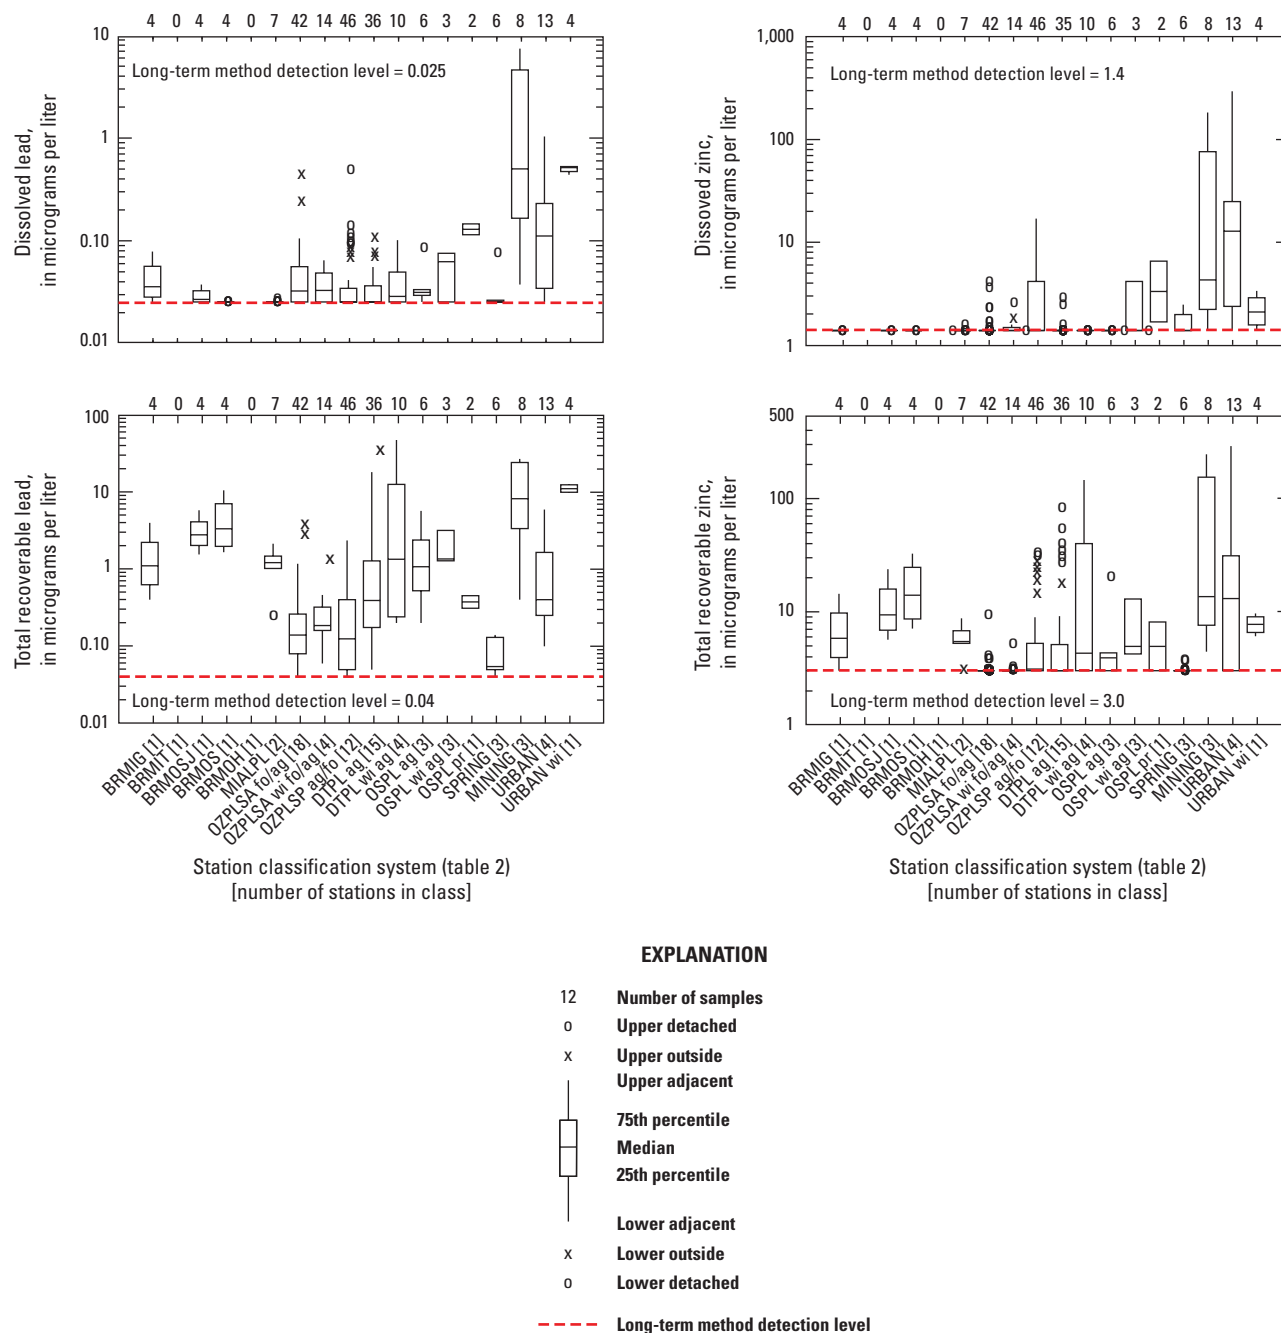 4 0 4 4 0 7 42 14 46 36 10 6 3 2 6 8 13 4
10
1
0.10
0.01
Dissolved lead,
in micrograms per liter
Long-term method detection level = 0.025
4 0 4 4 0 7 42 14 46 35 10 6 3 2 6 8 13 4
1,000
100
10
1
Dissoved zinc,
in micrograms per liter
Long-term method detection level = 1.4
4 0 4 4 0 7 42 14 46 36 10 6 3 2 6 8 13 4
100
10
1
0.10
0.01
Total recoverable lead,
in micrograms per liter
Long-term method detection level = 0.04
BRMIG [1]
BRMIT [1]
BRMOSJ [1]
BRMOS [1]
BRMOH [1]
MIALPL [2]
OZPLSA fo/ag [18]
OZPLSA wi fo/ag [4]
OZPLSP ag/fo [12]
DTPL ag [15]
DTPL wi ag [4]
OSPL ag [3]
OSPL wi ag [3]
OSPL pr [1]
SPRING [3]
MINING [3]
URBAN [4]
URBAN wi [1]
Station classification system (table 2)
[number of stations in class]
4 0 4 4 0 7 42 14 46 36 10 6 3 2 6 8 13 4
500
100
10
1
Total recoverable zinc,
in micrograms per liter
Long-term method detection level = 3.0
BRMIG [1]
BRMIT [1]
BRMOSJ [1]
BRMOS [1]
BRMOH [1]
MIALPL [2]
OZPLSA fo/ag [18]
OZPLSA wi fo/ag [4]
OZPLSP ag/fo [12]
DTPL ag [15]
DTPL wi ag [4]
OSPL ag [3]
OSPL wi ag [3]
OSPL pr [1]
SPRING [3]
MINING [3]
URBAN [4]
URBAN wi [1]
Station classification system (table 2)
[number of stations in class]
EXPLANATION
12 Number of samples
o Upper detached
x Upper outside
Upper adjacent
75th percentile
Median
25th percentile
Lower adjacent
x Lower outside
o Lower detached
Long-term method detection level